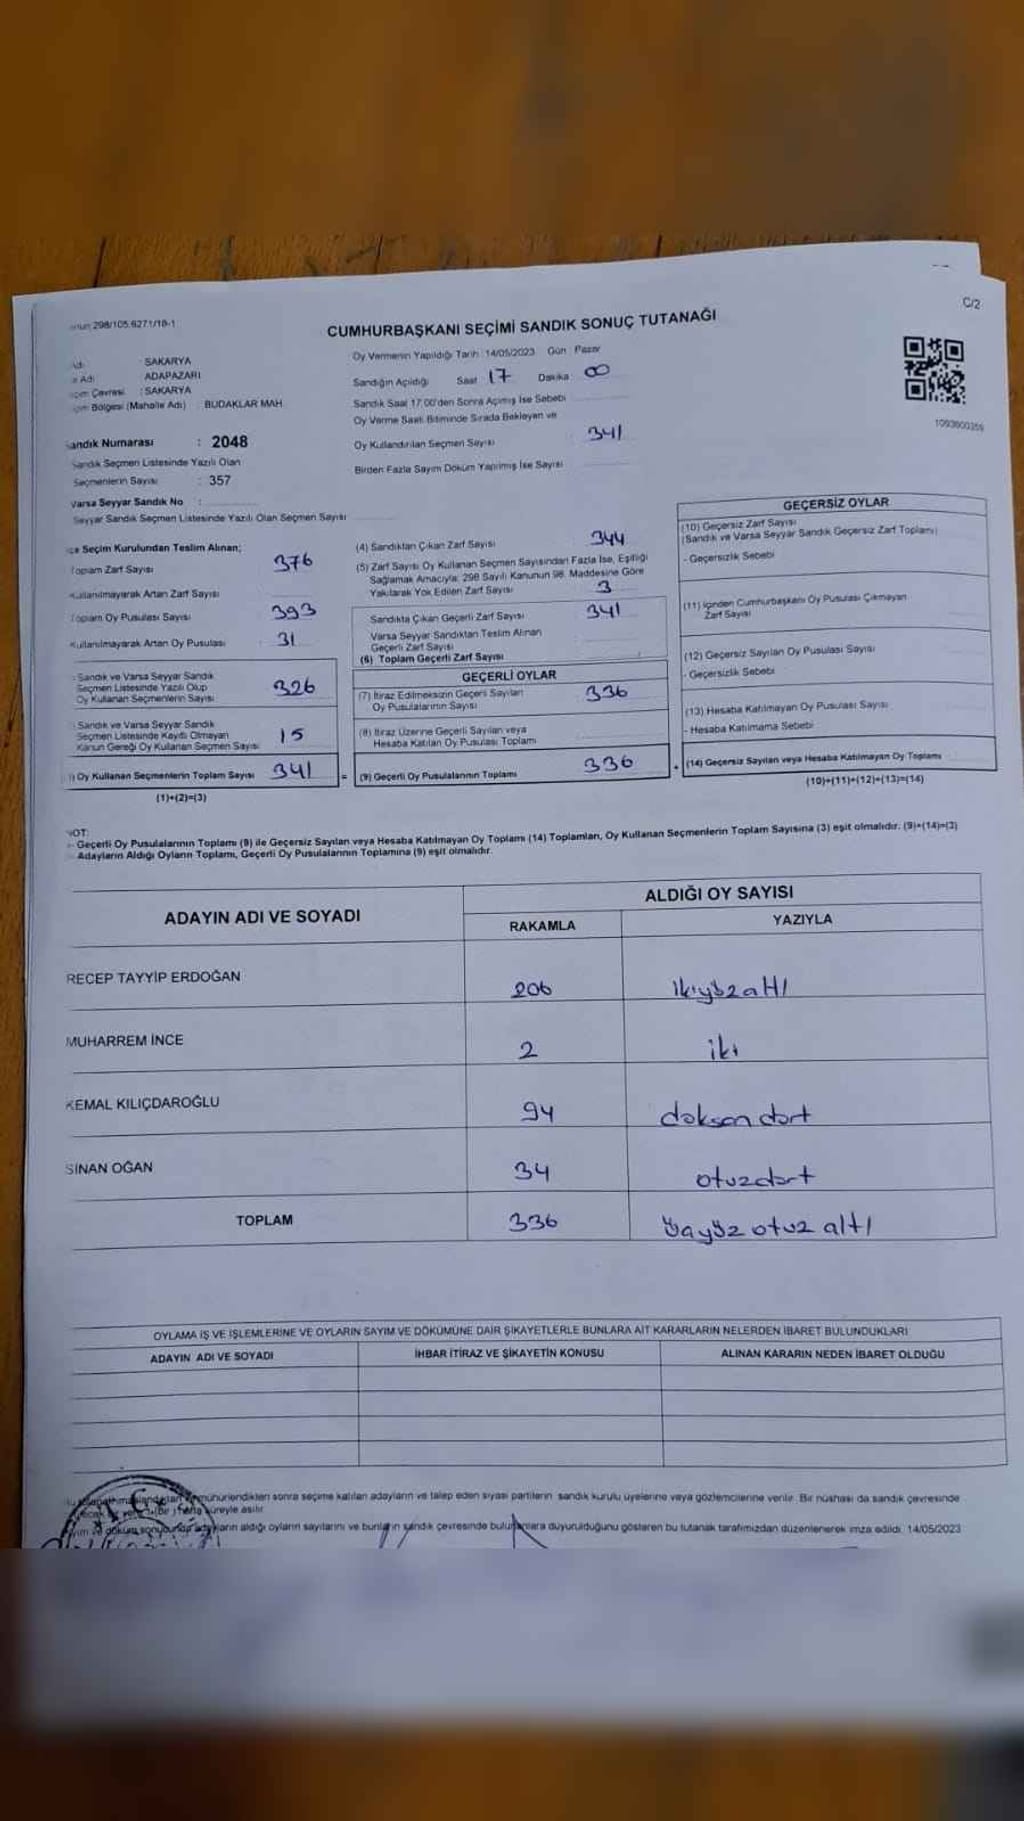 298/105.6271/18-1
C/2
CUMHURBAŞKANI SEÇİMİ SANDIK SONUÇ TUTANAĞI
Adı : SAKARYA
Adı : ADAPAZARI
Çevresi : SAKARYA
Bölgesi (Mahalle Adı) : BUDAKLAR MAH.
Sandık Numarası : 2048
Sandık Seçmen Listesinde Yazılı Olan
Seçmenlerin Sayısı : 357
Varsa Seyyar Sandık No :
Seyyar Sandık Seçmen Listesinde Yazılı Olan Seçmen Sayısı
Oy Vermenin Yapıldığı Tarih : 14/05/2023 Gün : Pazar
Sandığın Açıldığı Saat 17 Dakika : 00
Sandık Saat 17:00'den Sonra Açılmış İse Sebebi
Oy Verme Saati Bitiminde Sırada Bekleyen ve
Oy Kullandırılan Seçmen Sayısı 341
Birden Fazla Sayım Döküm Yapılmış İse Sayısı
1093600359
Seçim Kurulundan Teslim Alınan;
Toplam Zarf Sayısı 376
Kullanılmayarak Artan Zarf Sayısı
Toplam Oy Pusulası Sayısı 393
Kullanılmayarak Artan Oy Pusulası 31
Sandık ve Varsa Seyyar Sandık
Seçmen Listesinde Yazılı Olup
Oy Kullanan Seçmenlerin Sayısı 326
Sandık ve Varsa Seyyar Sandık
Seçmen Listesinde Kaydı Olmayan
Kanun Gereği Oy Kullanan Seçmen Sayısı 15
Oy Kullanan Seçmenlerin Toplam Sayısı 341 =
(1)+(2)=(3)
(4) Sandıktan Çıkan Zarf Sayısı 344
(5) Zarf Sayısı Oy Kullanan Seçmen Sayısından Fazla İse, Eşitliği
Sağlamak Amacıyla; 298 Sayılı Kanunun 98. Maddesine Göre
Yakılarak Yok Edilen Zarf Sayısı 3
Sandıkta Çıkan Geçerli Zarf Sayısı 341
Varsa Seyyar Sandıktan Teslim Alınan
Geçerli Zarf Sayısı
(6) Toplam Geçerli Zarf Sayısı
GEÇERLİ OYLAR
(7) İtiraz Edilmeksizin Geçerli Sayılan
Oy Pusulalarının Sayısı 336
(8) İtiraz Üzerine Geçerli Sayılan veya
Hesaba Katılan Oy Pusulası Toplamı
(9) Geçerli Oy Pusulalarının Toplamı 336 +
GEÇERSİZ OYLAR
(10) Geçersiz Zarf Sayısı
(Sandık ve Varsa Seyyar Sandık Geçersiz Zarf Toplamı)
- Geçersizlik Sebebi
(11) İçinden Cumhurbaşkanı Oy Pusulası Çıkmayan
Zarf Sayısı
(12) Geçersiz Sayılan Oy Pusulası Sayısı
- Geçersizlik Sebebi
(13) Hesaba Katılmayan Oy Pusulası Sayısı
- Hesaba Katılmama Sebebi
(14) Geçersiz Sayılan veya Hesaba Katılmayan Oy Toplamı
(10)+(11)+(12)+(13)=(14)
NOT:
- Geçerli Oy Pusulalarının Toplamı (9) ile Geçersiz Sayılan veya Hesaba Katılmayan Oy Toplamı (14) Toplamları, Oy Kullanan Seçmenlerin Toplam Sayısına (3) eşit olmalıdır. (9)+(14)=(3)
- Adayların Aldığı Oyların Toplamı, Geçerli Oy Pusulalarının Toplamına (9) eşit olmalıdır.
ADAYIN ADI VE SOYADI ALDIĞI OY SAYISI
RAKAMLA YAZIYLA
RECEP TAYYİP ERDOĞAN 206 ikiyüzaltı
MUHARREM İNCE 2 iki
KEMAL KILIÇDAROĞLU 94 doksan dört
SİNAN OĞAN 34 otuzdört
TOPLAM 336 üçyüz otuz altı
OYLAMA İŞ VE İŞLEMLERİNE VE OYLARIN SAYIM VE DÖKÜMÜNE DAİR ŞİKAYETLERLE BUNLARA AİT KARARLARIN NELERDEN İBARET BULUNDUKLARI
ADAYIN ADI VE SOYADI İHBAR İTİRAZ VE ŞİKAYETİN KONUSU ALINAN KARARIN NEDEN İBARET OLDUĞU
mühürlendikten sonra seçime katılan adayların ve talep eden siyasi partilerin sandık kurulu üyelerine veya gözlemcilerine verilir. Bir nüshası da sandık çevresinde
(bir) hafta süreyle asılır.
döküm sonucunda adayların aldığı oyların sayılarını ve bunların sandık çevresinde bulunanlara duyurulduğunu gösteren bu tutanak tarafımızdan düzenlenerek imza edildi. 14/05/2023